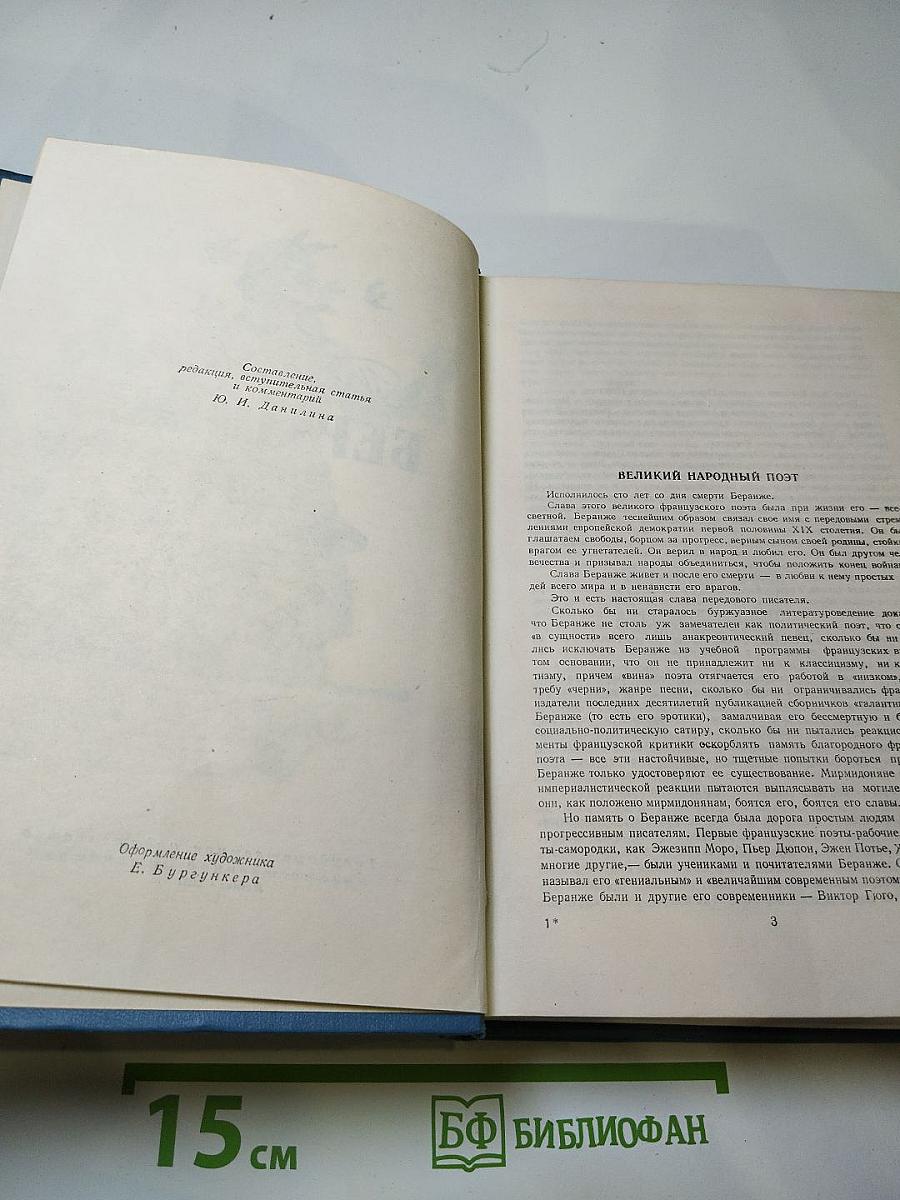 Составление,
редакция, вступительная статья
и комментарий
Ю. И. Данилина
Оформление художника
Е. Бургункера
ВЕЛИКИЙ НАРОДНЫЙ ПОЭТ
Исполнилось сто лет со дня смерти Беранже.
Слава этого великого французского поэта была при жизни его — все
светной. Беранже теснейшим образом связал свое имя с передовыми стрем
лениями европейской демократии первой половины XIX столетия. Он бы
глашатаем свободы, борцом за прогресс, верным сыном своей родины, стойки
врагом ее угнетателей. Он верил в народ и любил его. Он был другом че
вечества и призывал народы объединиться, чтобы положить конец война
Слава Беранже живет и после его смерти — в любви к нему простых
дей всего мира и в ненависти его врагов.
Это и есть настоящая слава передового писателя.
Сколько бы ни старалось буржуазное литературоведение дока
что Беранже не столь уж замечателен как политический поэт, что о
«в сущности» всего лишь анакреонтический певец, сколько бы ни
лись исключать Беранже из учебной программы французских в
том основании, что он не принадлежит ни к классицизму, ни к
тизму, причем «вина» поэта отягчается его работой в «низком»,
требу «черни», жанре песни, сколько бы ни ограничивались фра
издатели последних десятилетий публикацией сборничков «галантн
Беранже (то есть его эротики), замалчивая его бессмертную и б
социально-политическую сатиру, сколько бы ни пытались реакцио
менты французской критики оскорблять память благородного фр
поэта — все эти настойчивые, но тщетные попытки бороться пр
Беранже только удостоверяют ее существование. Мирмидоняне
империалистической реакции пытаются выплясывать на могиле
они, как положено мирмидонянам, боятся его, боятся его славы.
Но память о Беранже всегда была дорога простым людям
прогрессивным писателям. Первые французские поэты-рабочие,
ты-самородки, как Эжезипп Моро, Пьер Дюпон, Эжен Потье,
многие другие,— были учениками и почитателями Беранже.
называл его «гениальным» и «величайшим современным поэтом
Беранже были и другие его современники — Виктор Гюго,
1*
3
15 см
БФ БИБЛИОФАН